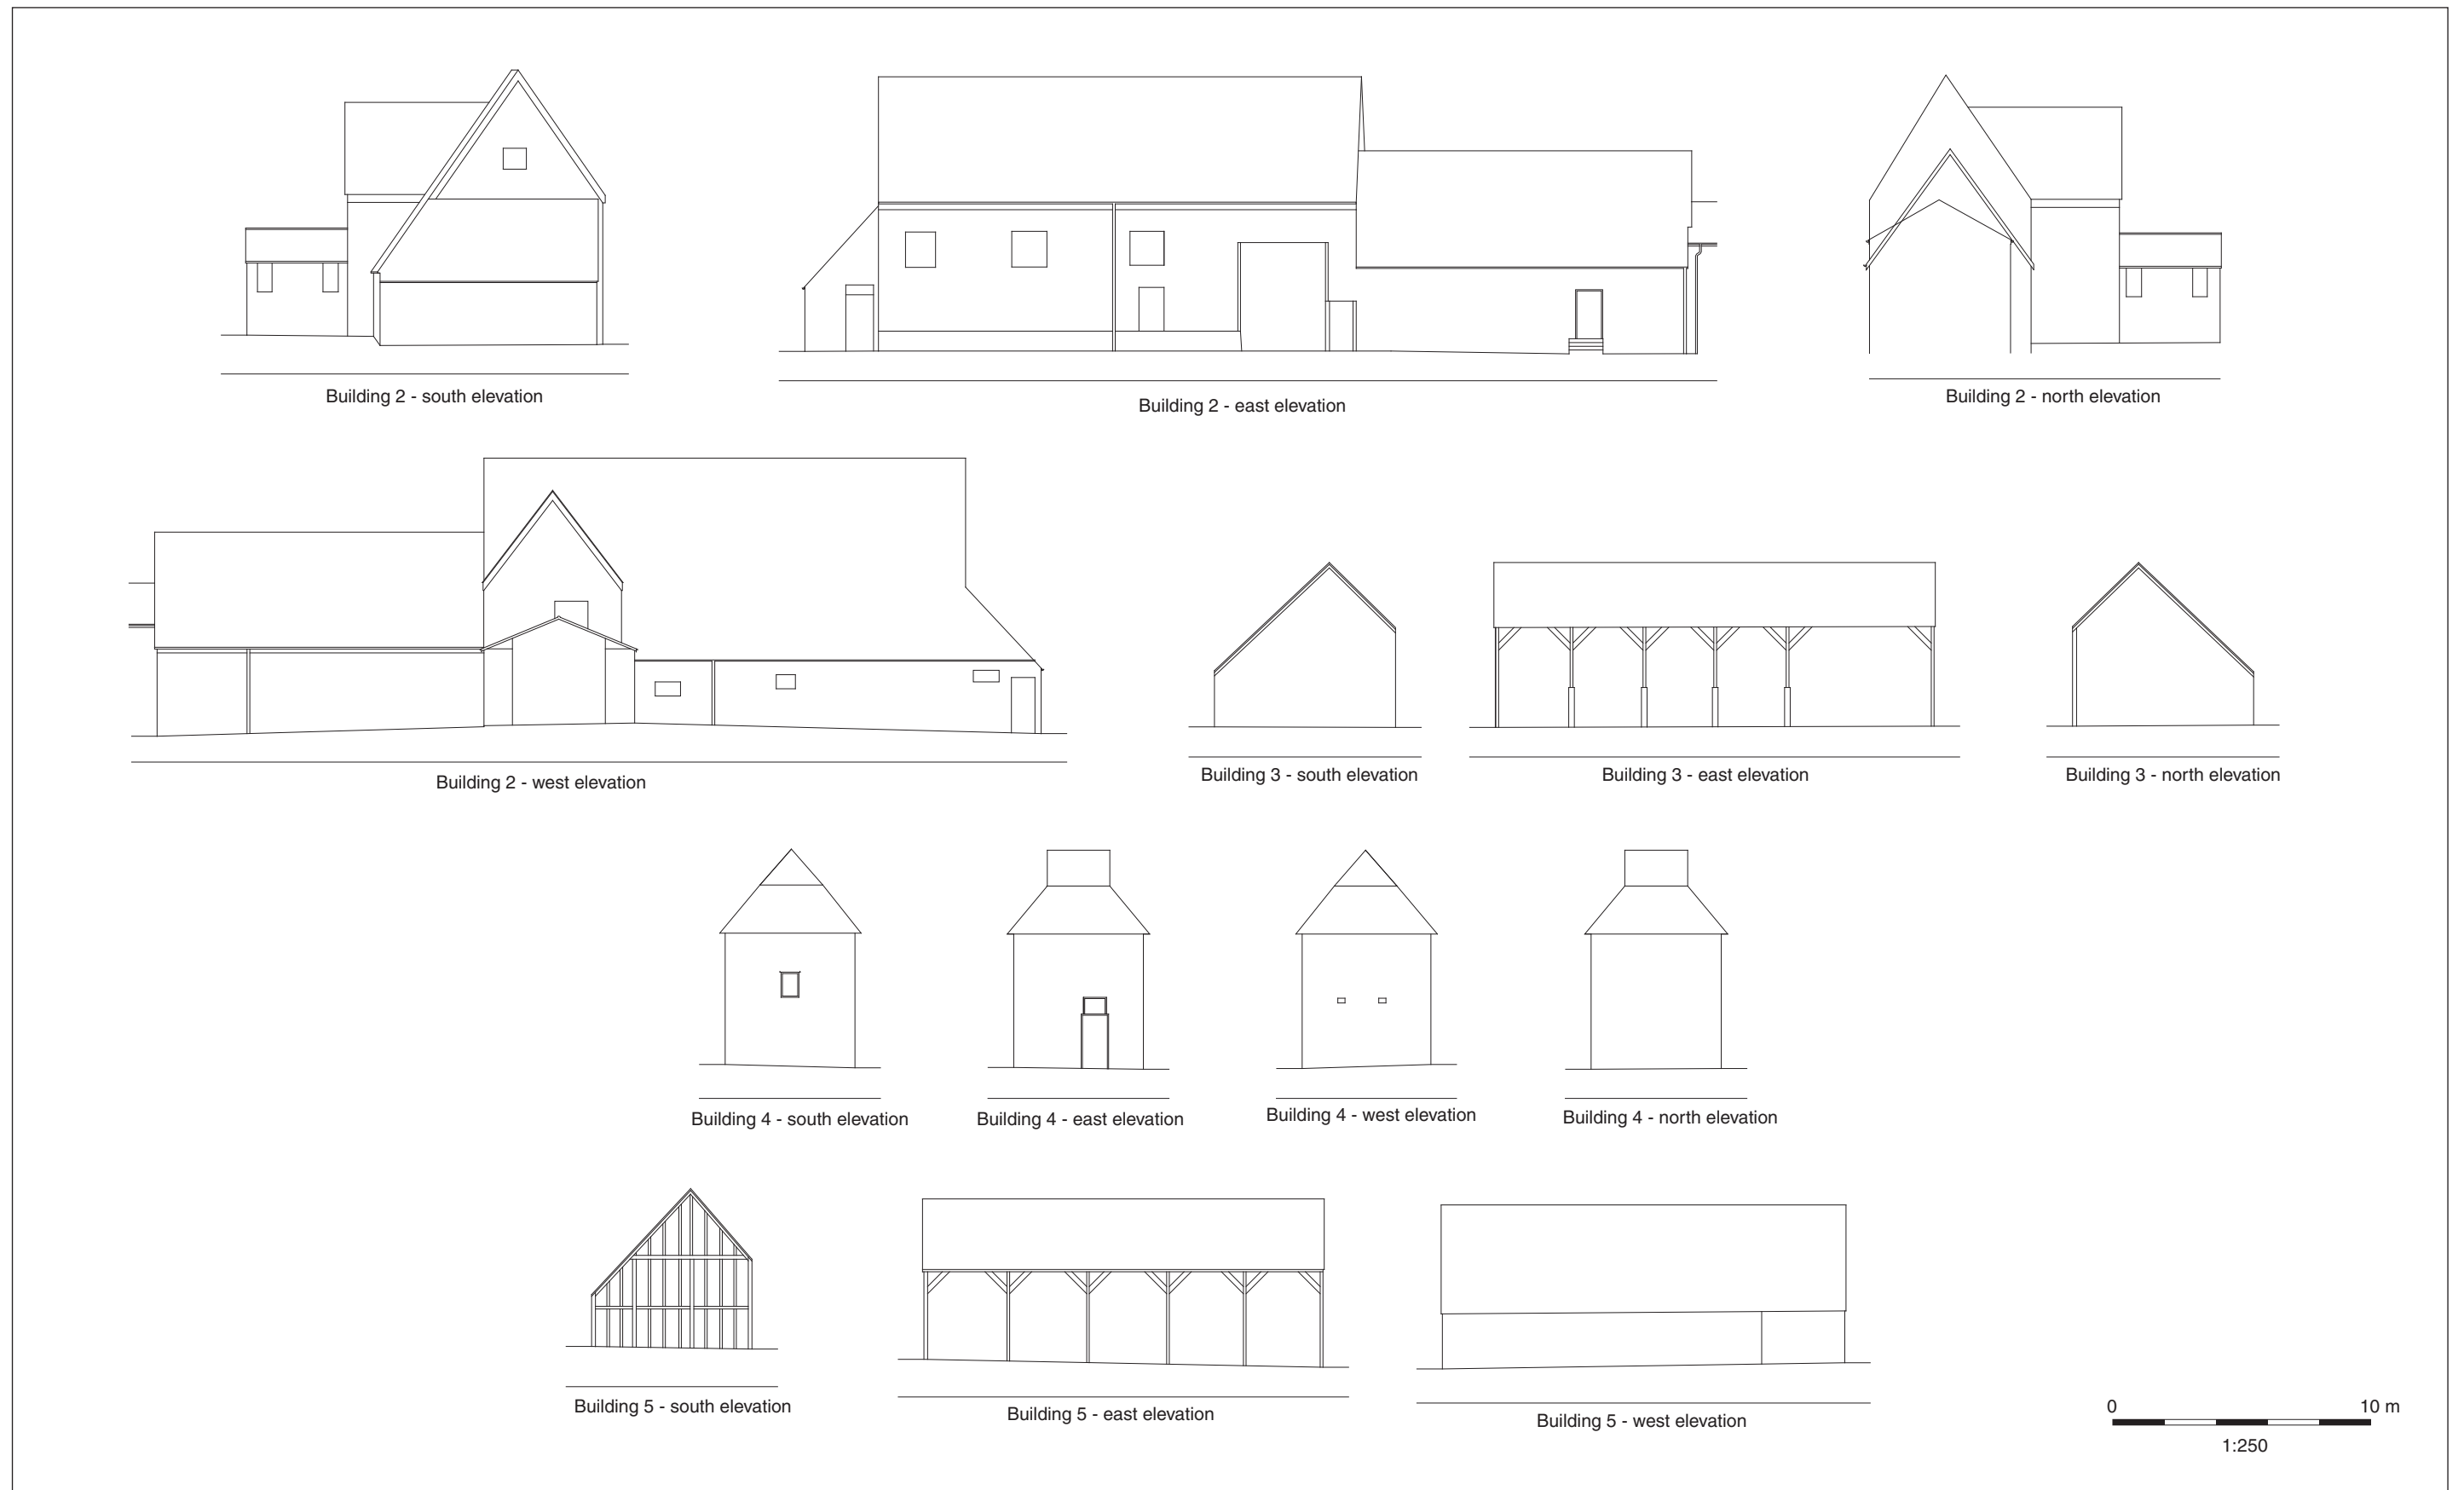 Building 2 - south elevation
Building 2 - east elevation
Building 2 - north elevation
Building 2 - west elevation
Building 3 - south elevation
Building 3 - east elevation
Building 3 - north elevation
Building 4 - south elevation
Building 4 - east elevation
Building 4 - west elevation
Building 4 - north elevation
Building 5 - south elevation
Building 5 - east elevation
Building 5 - west elevation
0 10 m
1:250